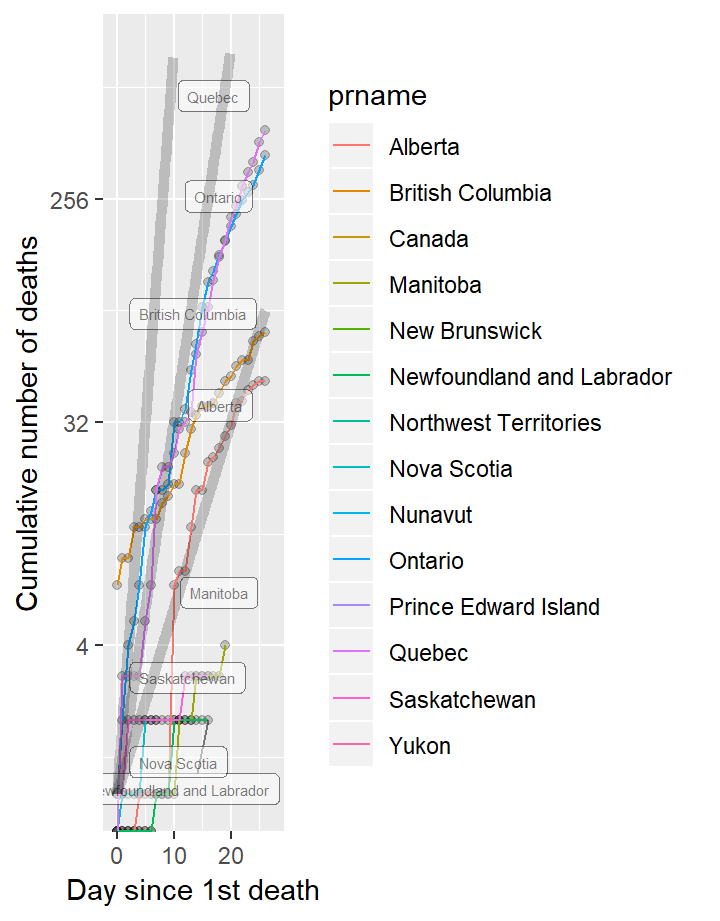 Cumulative number of deaths
256
32
4
Quebec
Ontario
British Columbia
Alberta
Manitoba
Saskatchewan
Nova Scotia
ewfoundland and Labrador
0 10 20
Day since 1st death
prname
Alberta
British Columbia
Canada
Manitoba
New Brunswick
Newfoundland and Labrador
Northwest Territories
Nova Scotia
Nunavut
Ontario
Prince Edward Island
Quebec
Saskatchewan
Yukon